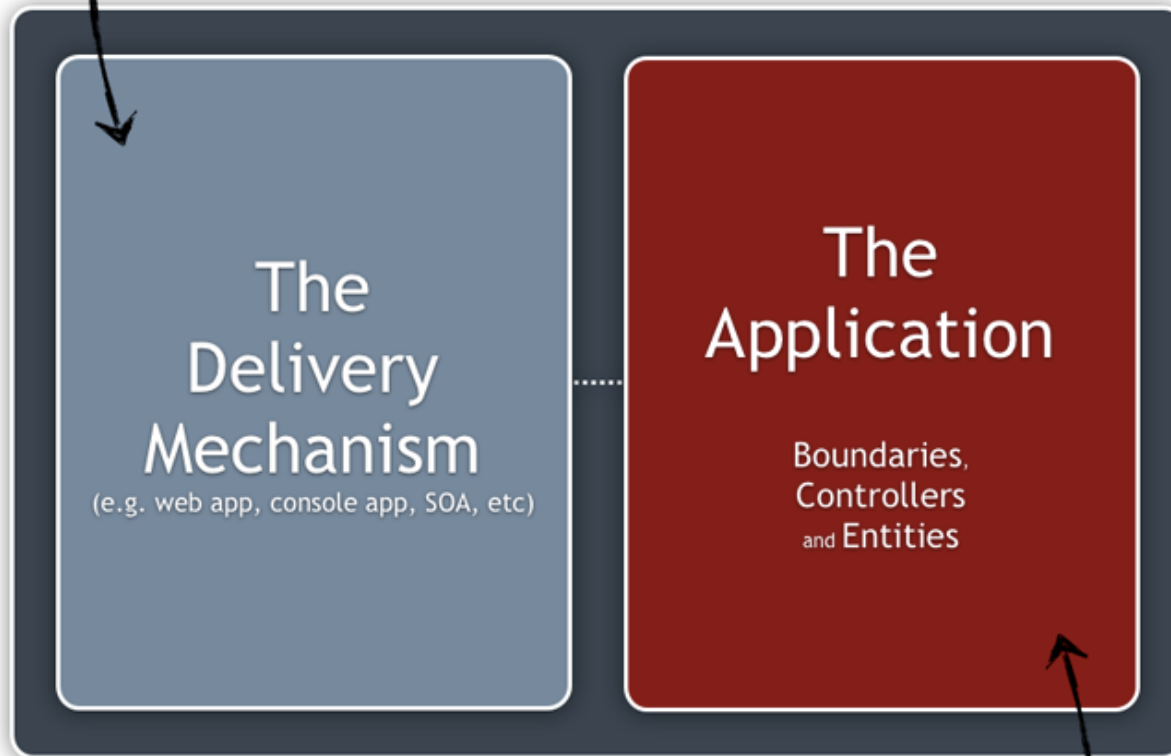 The
Delivery
Mechanism
(e.g. web app, console app, SOA, etc)
The
Application
Boundaries,
Controllers
and Entities